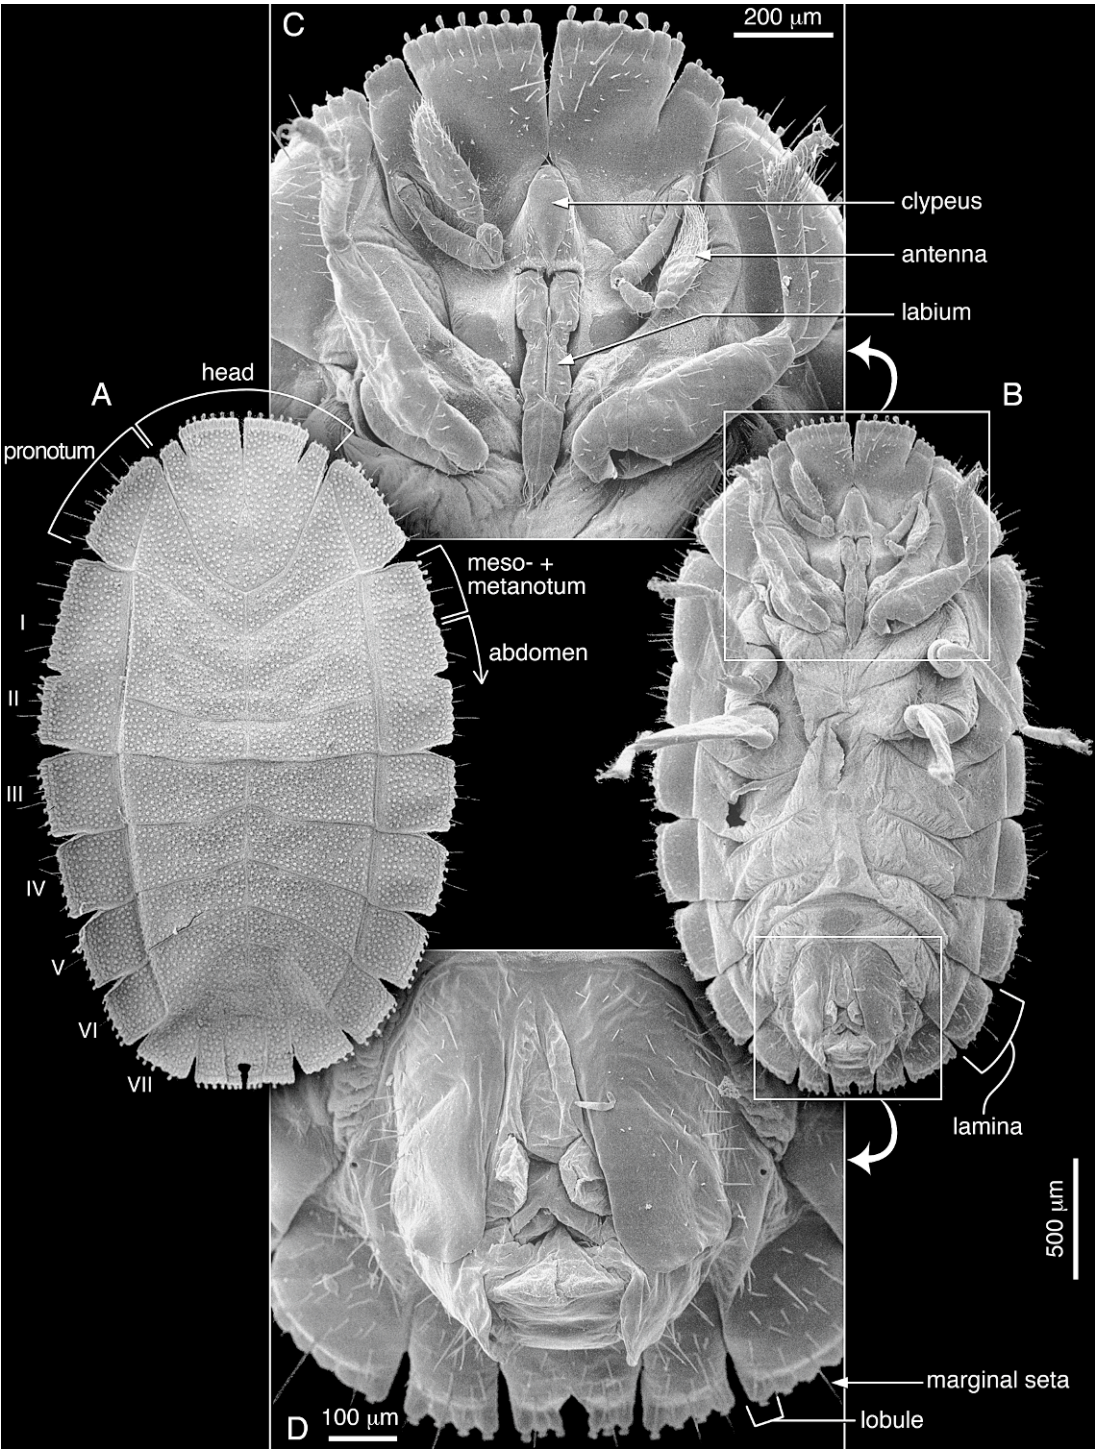 C
200 µm
clypeus
antenna
labium
head
A
B
pronotum
meso- +
metanotum
abdomen
I
II
III
IV
V
VI
VII
lamina
500 µm
marginal seta
lobule
D
100 µm